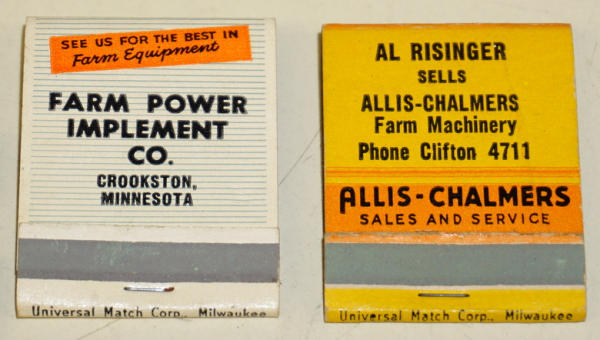 SEE US FOR THE BEST IN
Farm Equipment
FARM POWER
IMPLEMENT
CO.
CROOKSTON,
MINNESOTA
Universal Match Corp., Milwaukee
AL RISINGER
SELLS
ALLIS-CHALMERS
Farm Machinery
Phone Clifton 4711
ALLIS-CHALMERS
SALES AND SERVICE
Universal Match Corp., Milwaukee